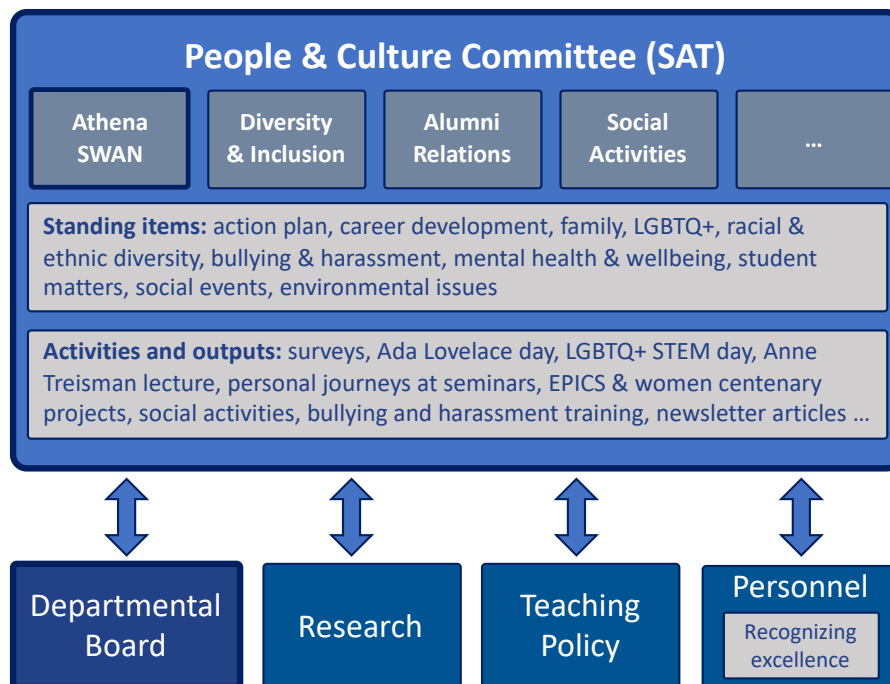 People & Culture Committee (SAT)
Athena
SWAN
Diversity
& Inclusion
Alumni
Relations
Social
Activities
...
Standing items: action plan, career development, family, LGBTQ+, racial &
ethnic diversity, bullying & harassment, mental health & wellbeing, student
matters, social events, environmental issues
Activities and outputs: surveys, Ada Lovelace day, LGBTQ+ STEM day, Anne
Treisman lecture, personal journeys at seminars, EPICS & women centenary
projects, social activities, bullying and harassment training, newsletter articles ...
Departmental
Board
Research
Teaching
Policy
Personnel
Recognizing
excellence